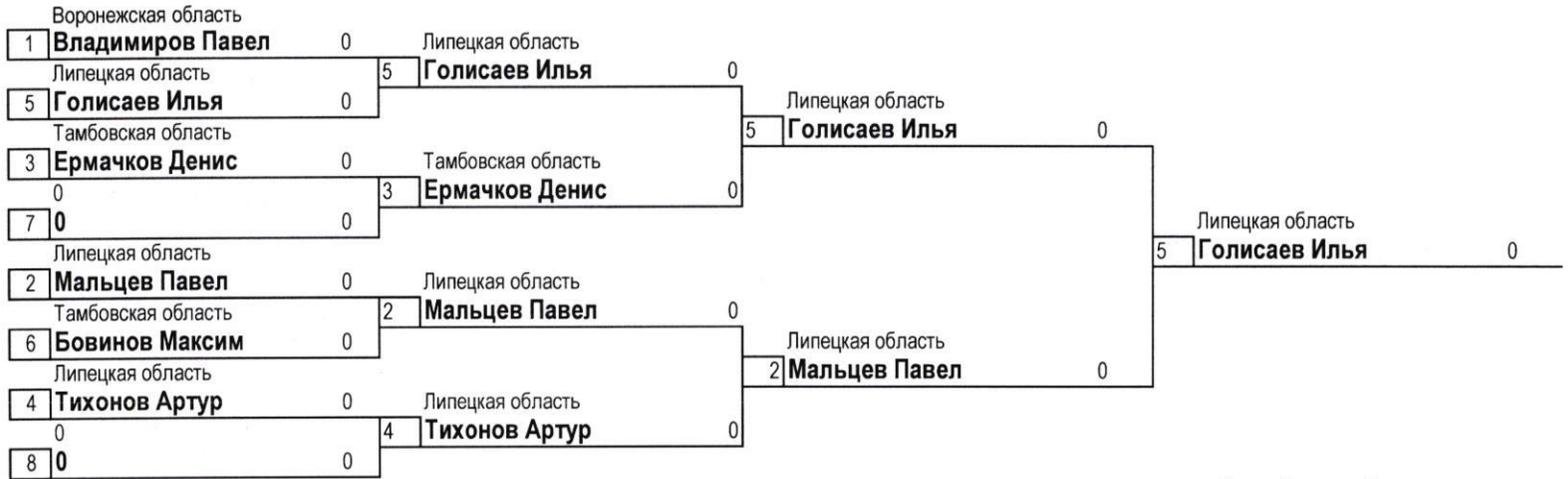 Воронежская область
1 Владимиров Павел 0
Липецкая область
5 Голисаев Илья 0
Тамбовская область
3 Ермачков Денис 0
0
7 0 0
Липецкая область
2 Мальцев Павел 0
Тамбовская область
6 Бовинов Максим 0
Липецкая область
4 Тихонов Артур 0
0
8 0 0
Липецкая область
5 Голисаев Илья 0
Тамбовская область
3 Ермачков Денис 0
Липецкая область
2 Мальцев Павел 0
Липецкая область
4 Тихонов Артур 0
Липецкая область
5 Голисаев Илья 0
Липецкая область
2 Мальцев Павел 0
Липецкая область
5 Голисаев Илья 0